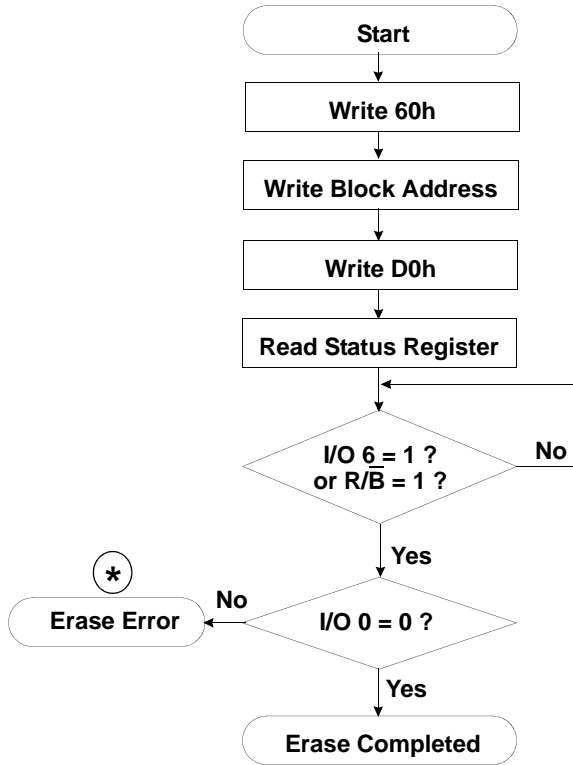 Start
Write 60h
Write Block Address
Write D0h
Read Status Register
I/O 6 = 1 ?
or R/B̅ = 1 ?
No
Yes
*
Erase Error
No
I/O 0 = 0 ?
Yes
Erase Completed